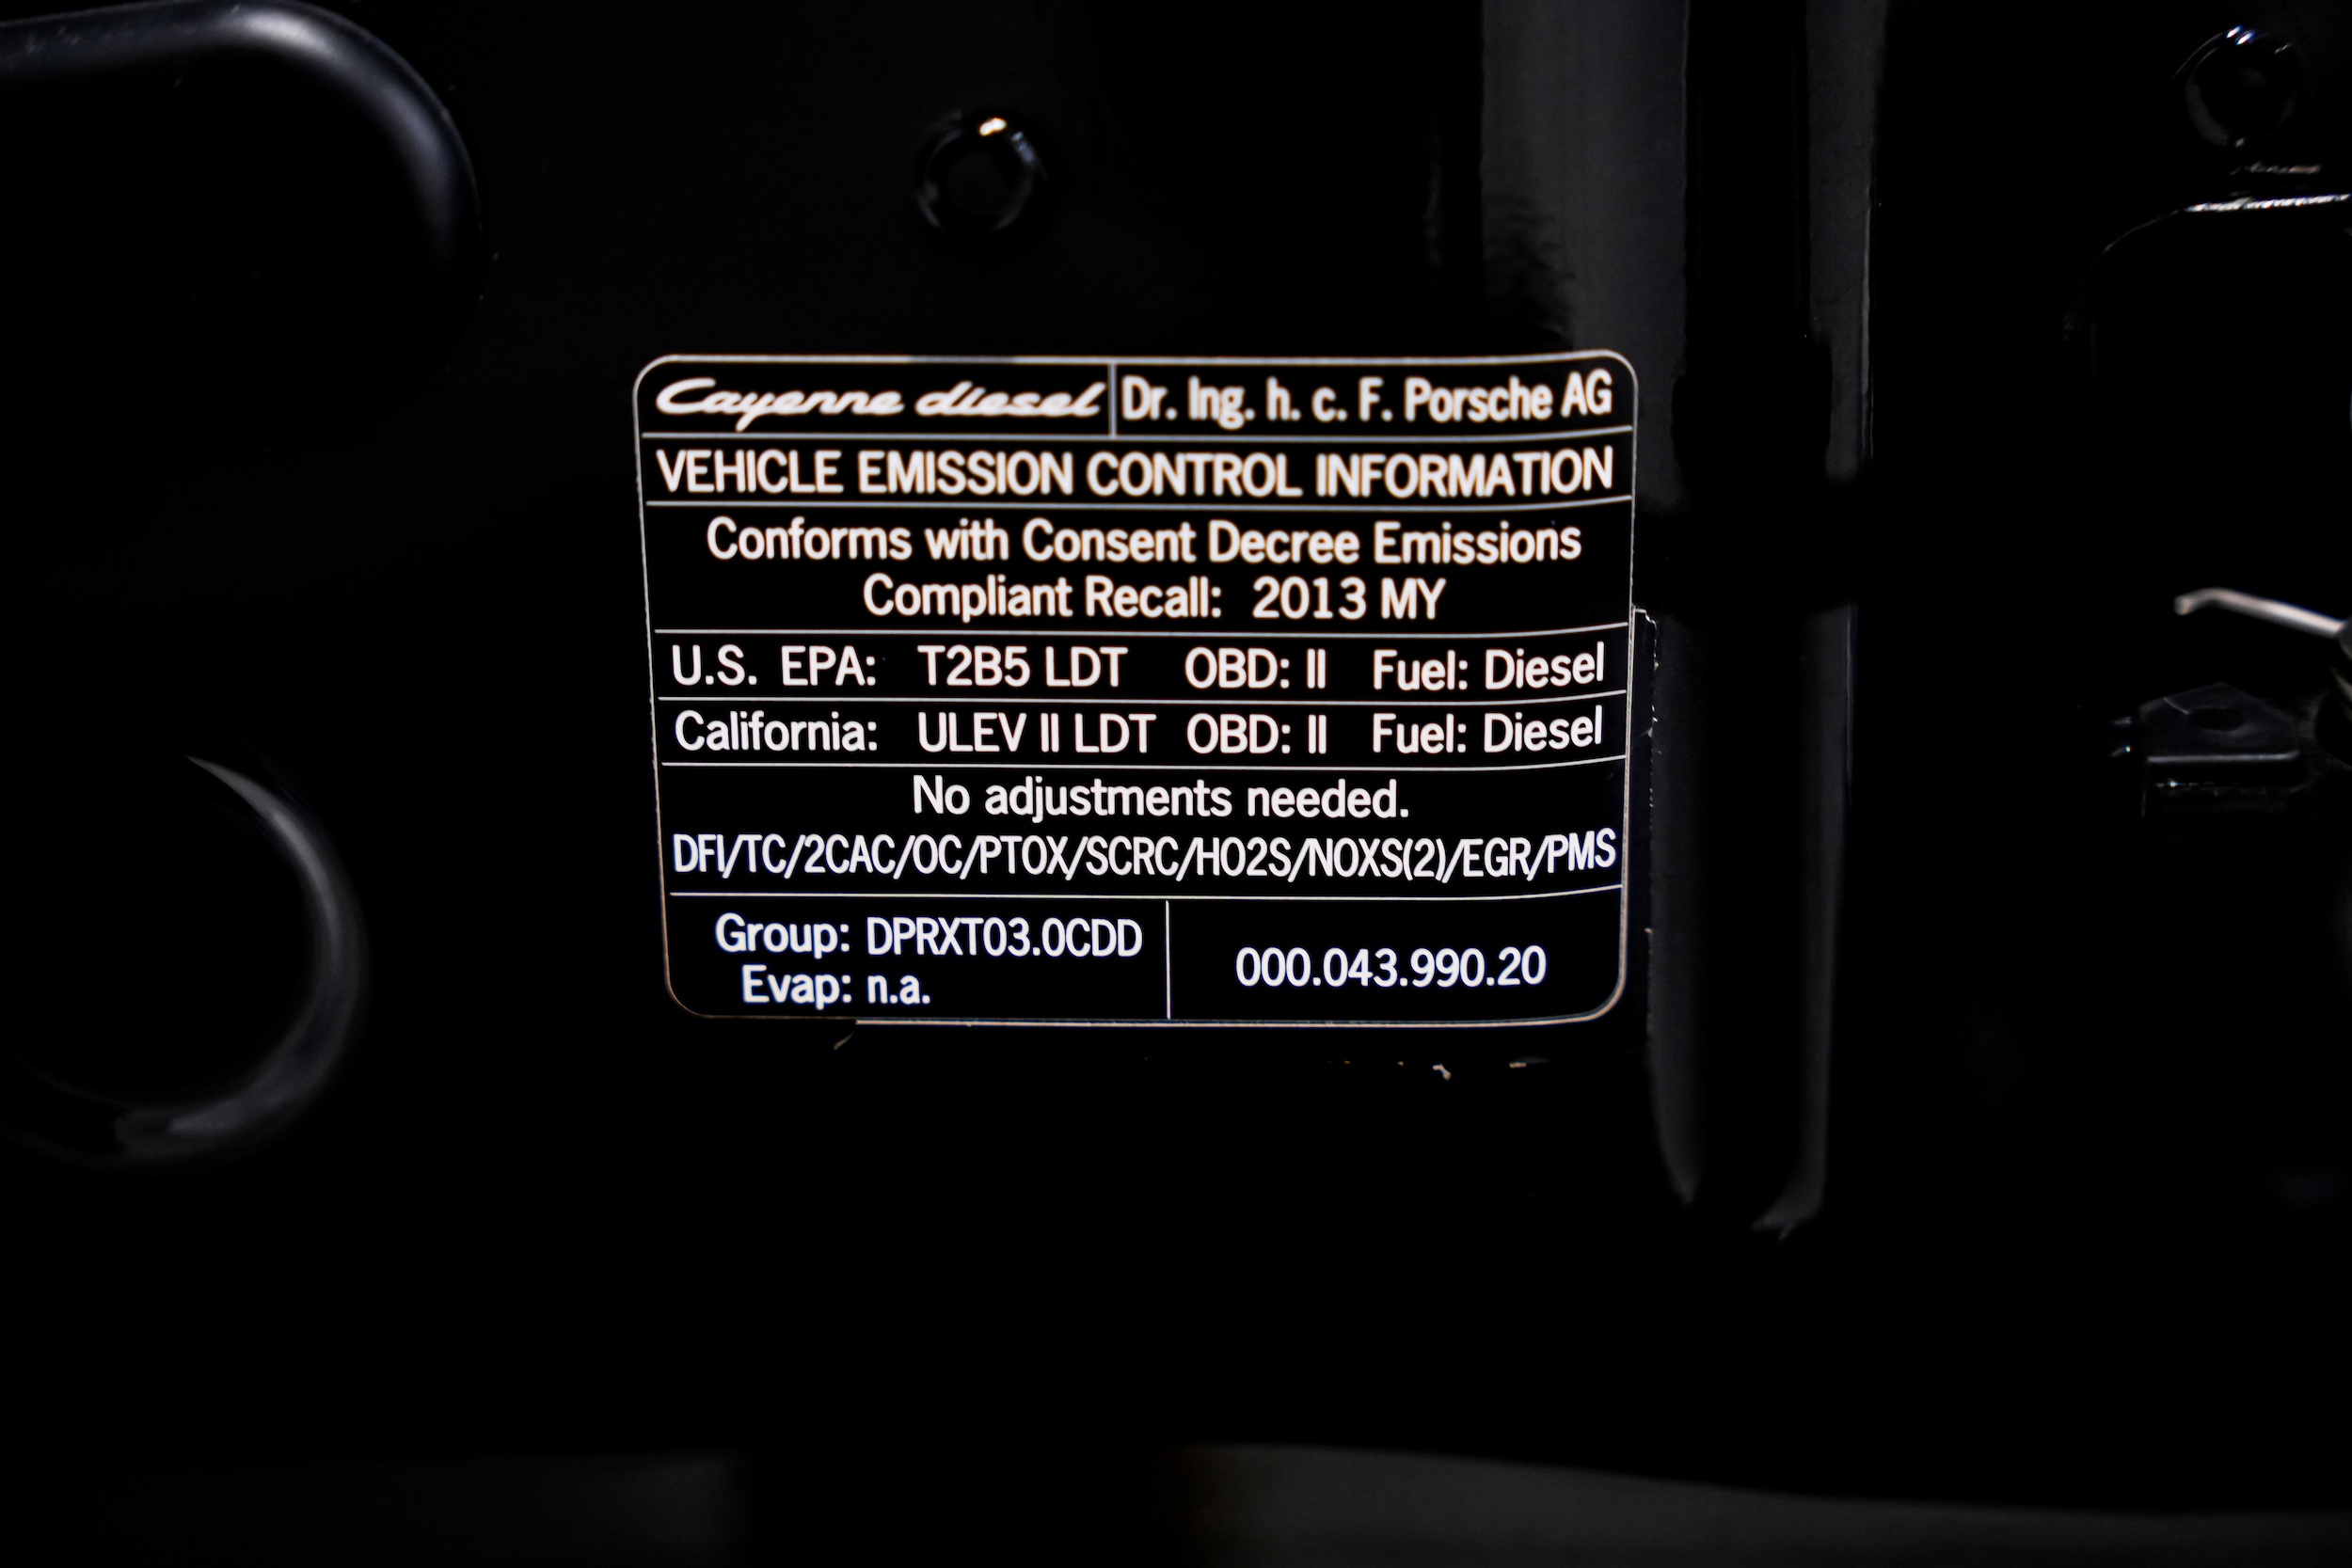 Cayenne diesel Dr. Ing. h. c. F. Porsche AG
VEHICLE EMISSION CONTROL INFORMATION
Conforms with Consent Decree Emissions
Compliant Recall: 2013 MY
U.S. EPA: T2B5 LDT OBD: II Fuel: Diesel
California: ULEV II LDT OBD: II Fuel: Diesel
No adjustments needed.
DFI/TC/2CAC/OC/PTOX/SCRC/HO2S/NOXS(2)/EGR/PMS
Group: DPRXT03.0CDD
Evap: n.a.
000.043.990.20